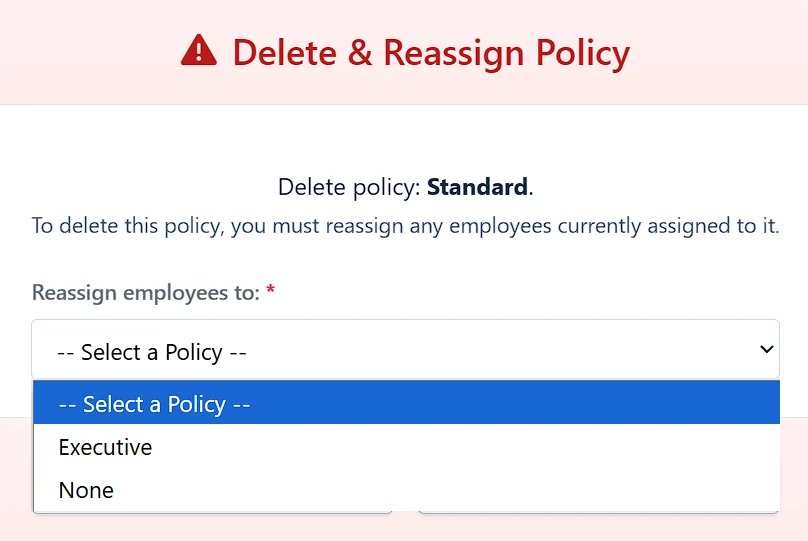 Delete & Reassign Policy
Delete policy: Standard.
To delete this policy, you must reassign any employees currently assigned to it.
Reassign employees to: *
-- Select a Policy --
-- Select a Policy --
Executive
None